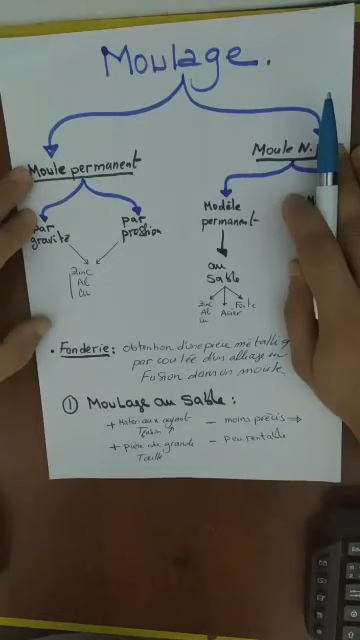 Moulage.
Moule permanent
Moule N.
par gravité
par pression
Zinc
Al
Cu
Modèle
permanent
au
Sable
Zinc
Al
Cu
Acier
Fonte
• Fonderie: obtention d'une pièce métalliq
par coulée d'un alliage en
Fusion dans un moule.
① Moulage au Sable:
+ Materiaux ayant
- moins précis ⇒
+ pièce de grande
Taille
- peu rentable